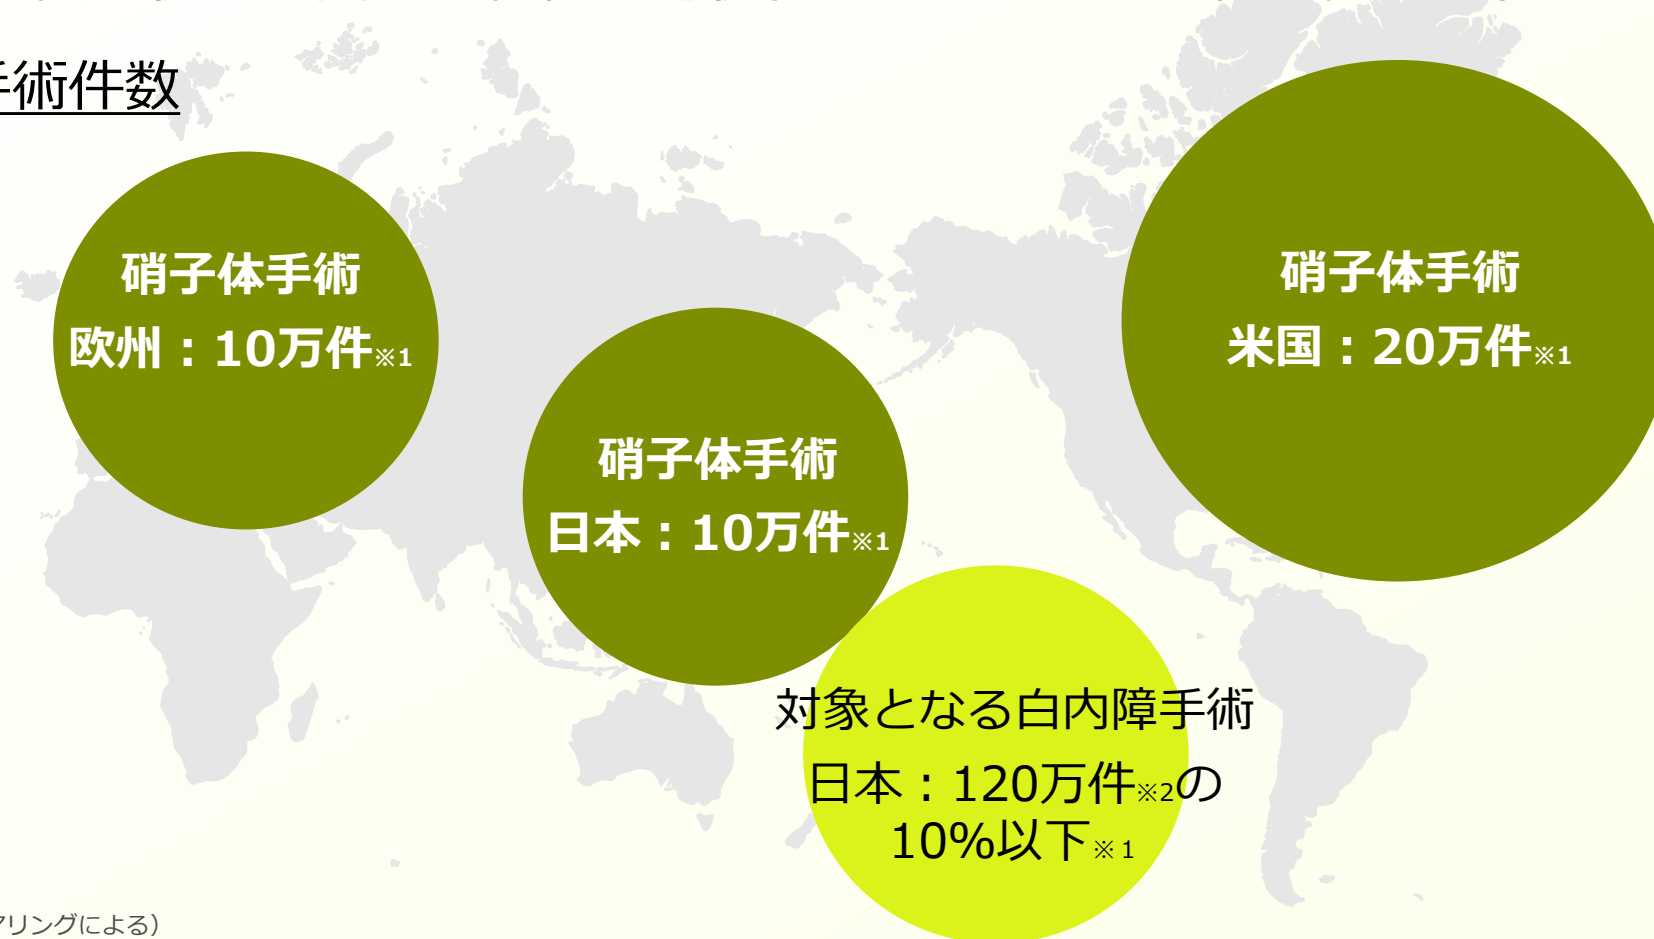 手術件数
硝子体手術
欧州：10万件※1
硝子体手術
日本：10万件※1
硝子体手術
米国：20万件※1
対象となる白内障手術
日本：120万件※2の
10%以下※1
アリングによる）